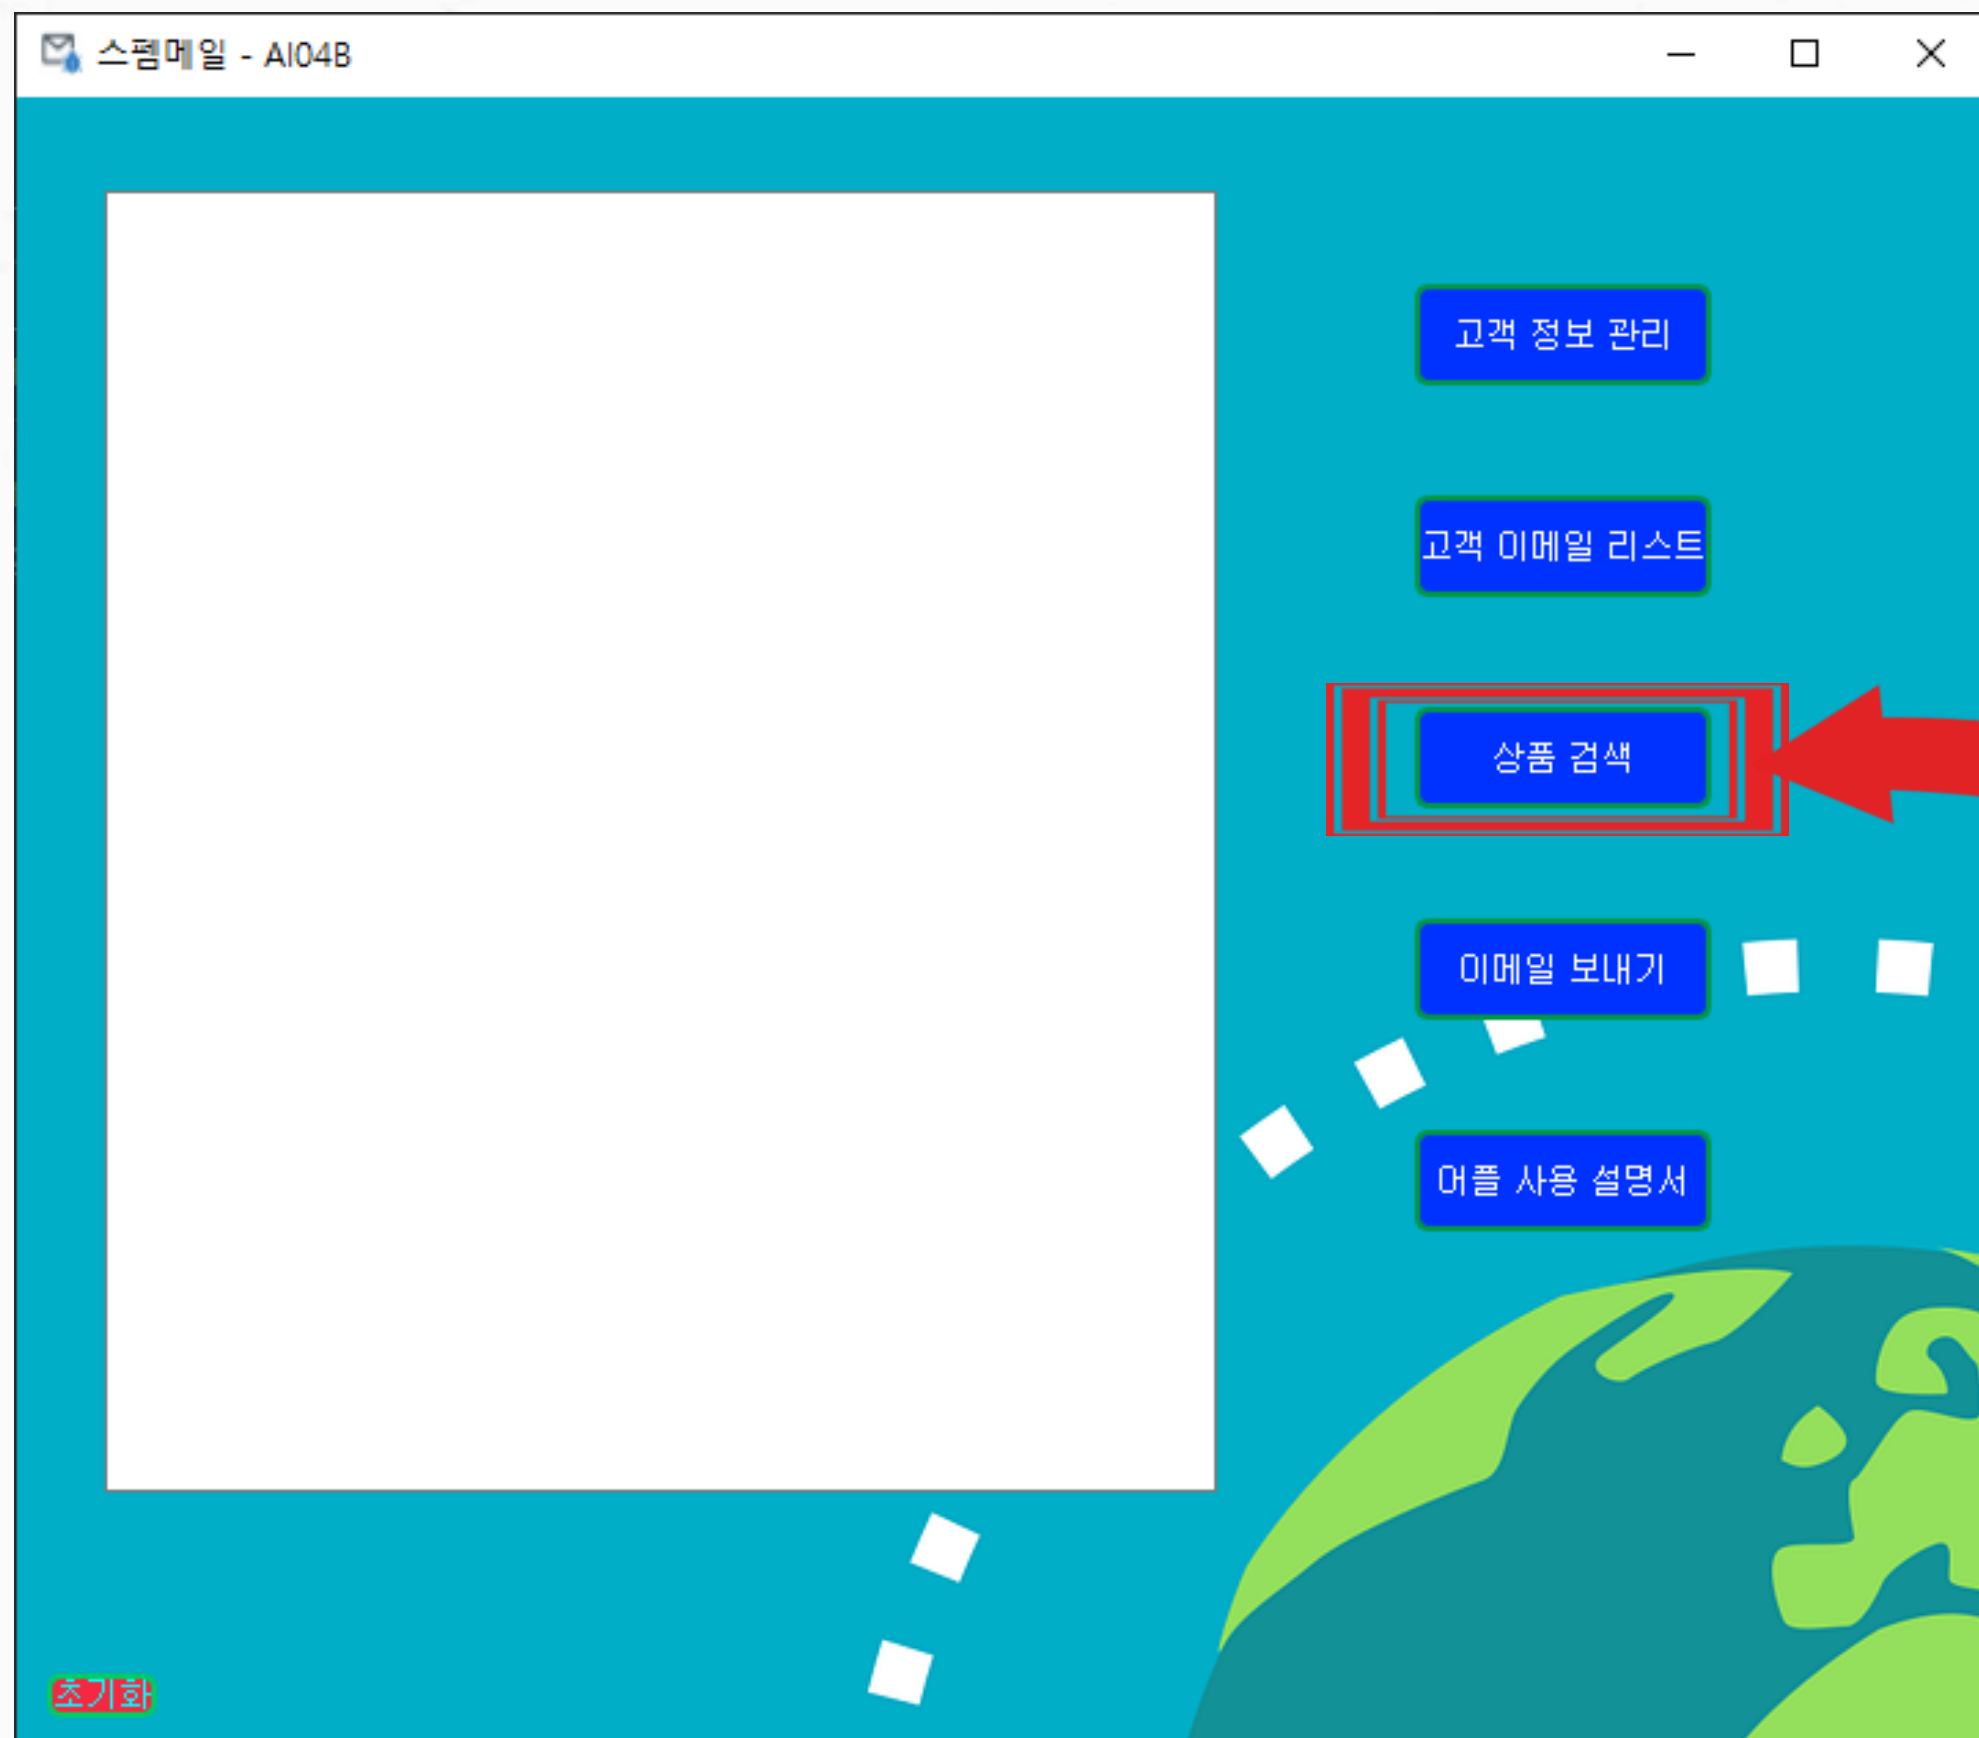 스펨메일 - AI04B
고객 정보 관리
고객 이메일 리스트
상품 검색
이메일 보내기
어플 사용 설명서
초기화